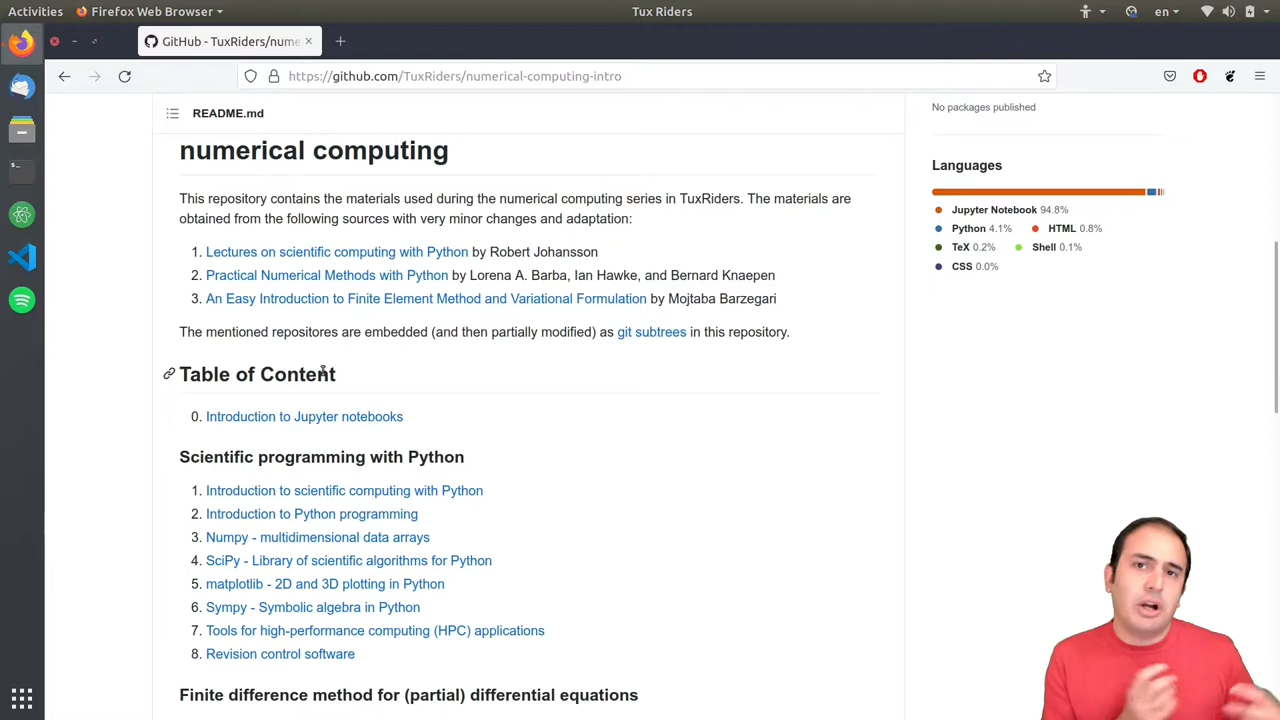 Activities Firefox Web Browser Tux Riders en
GitHub - TuxRiders/nume
https://github.com/TuxRiders/numerical-computing-intro
README.md
numerical computing
This repository contains the materials used during the numerical computing series in TuxRiders. The materials are
obtained from the following sources with very minor changes and adaptation:
1. Lectures on scientific computing with Python by Robert Johansson
2. Practical Numerical Methods with Python by Lorena A. Barba, Ian Hawke, and Bernard Knaepen
3. An Easy Introduction to Finite Element Method and Variational Formulation by Mojtaba Barzegari
The mentioned repositores are embedded (and then partially modified) as git subtrees in this repository.
Table of Content
0. Introduction to Jupyter notebooks
Scientific programming with Python
1. Introduction to scientific computing with Python
2. Introduction to Python programming
3. Numpy - multidimensional data arrays
4. SciPy - Library of scientific algorithms for Python
5. matplotlib - 2D and 3D plotting in Python
6. Sympy - Symbolic algebra in Python
7. Tools for high-performance computing (HPC) applications
8. Revision control software
Finite difference method for (partial) differential equations
No packages published
Languages
Jupyter Notebook 94.8%
Python 4.1% HTML 0.8%
TeX 0.2% Shell 0.1%
CSS 0.0%